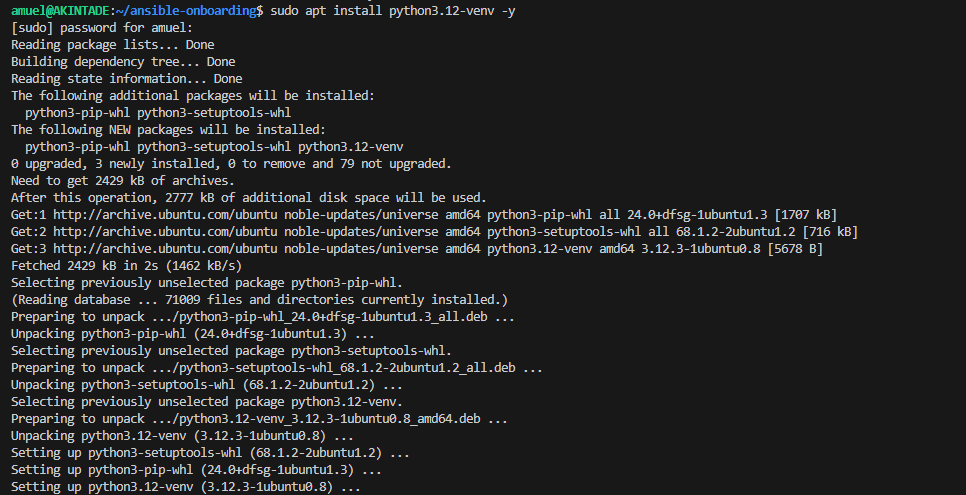 amuel@AKINTADE:~/ansible-onboarding$ sudo apt install python3.12-venv -y
[sudo] password for amuel:
Reading package lists... Done
Building dependency tree... Done
Reading state information... Done
The following additional packages will be installed:
  python3-pip-whl python3-setuptools-whl
The following NEW packages will be installed:
  python3-pip-whl python3-setuptools-whl python3.12-venv
0 upgraded, 3 newly installed, 0 to remove and 79 not upgraded.
Need to get 2429 kB of archives.
After this operation, 2777 kB of additional disk space will be used.
Get:1 http://archive.ubuntu.com/ubuntu noble-updates/universe amd64 python3-pip-whl all 24.0+dfsg-1ubuntu1.3 [1707 kB]
Get:2 http://archive.ubuntu.com/ubuntu noble-updates/universe amd64 python3-setuptools-whl all 68.1.2-2ubuntu1.2 [716 kB]
Get:3 http://archive.ubuntu.com/ubuntu noble-updates/universe amd64 python3.12-venv amd64 3.12.3-1ubuntu0.8 [5678 B]
Fetched 2429 kB in 2s (1462 kB/s)
Selecting previously unselected package python3-pip-whl.
(Reading database ... 71009 files and directories currently installed.)
Preparing to unpack .../python3-pip-whl_24.0+dfsg-1ubuntu1.3_all.deb ...
Unpacking python3-pip-whl (24.0+dfsg-1ubuntu1.3) ...
Selecting previously unselected package python3-setuptools-whl.
Preparing to unpack .../python3-setuptools-whl_68.1.2-2ubuntu1.2_all.deb ...
Unpacking python3-setuptools-whl (68.1.2-2ubuntu1.2) ...
Selecting previously unselected package python3.12-venv.
Preparing to unpack .../python3.12-venv_3.12.3-1ubuntu0.8_amd64.deb ...
Unpacking python3.12-venv (3.12.3-1ubuntu0.8) ...
Setting up python3-setuptools-whl (68.1.2-2ubuntu1.2) ...
Setting up python3-pip-whl (24.0+dfsg-1ubuntu1.3) ...
Setting up python3.12-venv (3.12.3-1ubuntu0.8) ...